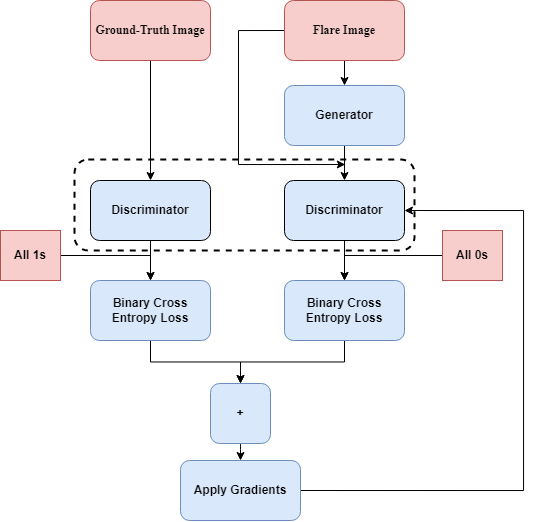 Ground-Truth Image
Flare Image
Generator
Discriminator
Discriminator
All 1s
All 0s
Binary Cross
Entropy Loss
Binary Cross
Entropy Loss
+
Apply Gradients